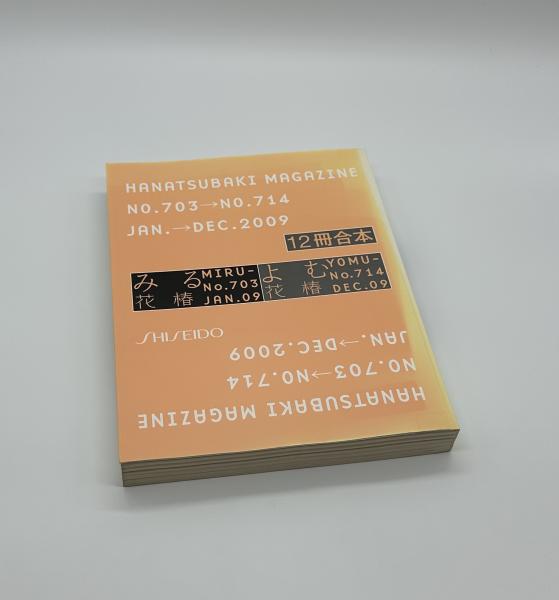 HANATSUBAKI MAGAZINE
NO.703→NO.714
JAN.→DEC.2009
12冊合本
みる花椿
MIRU-
No.703
JAN.09
よむ花椿
YOMU-
No.714
DEC.09
SHISEIDO
JAN.→DEC.2009
NO.703→NO.714
HANATSUBAKI MAGAZINE